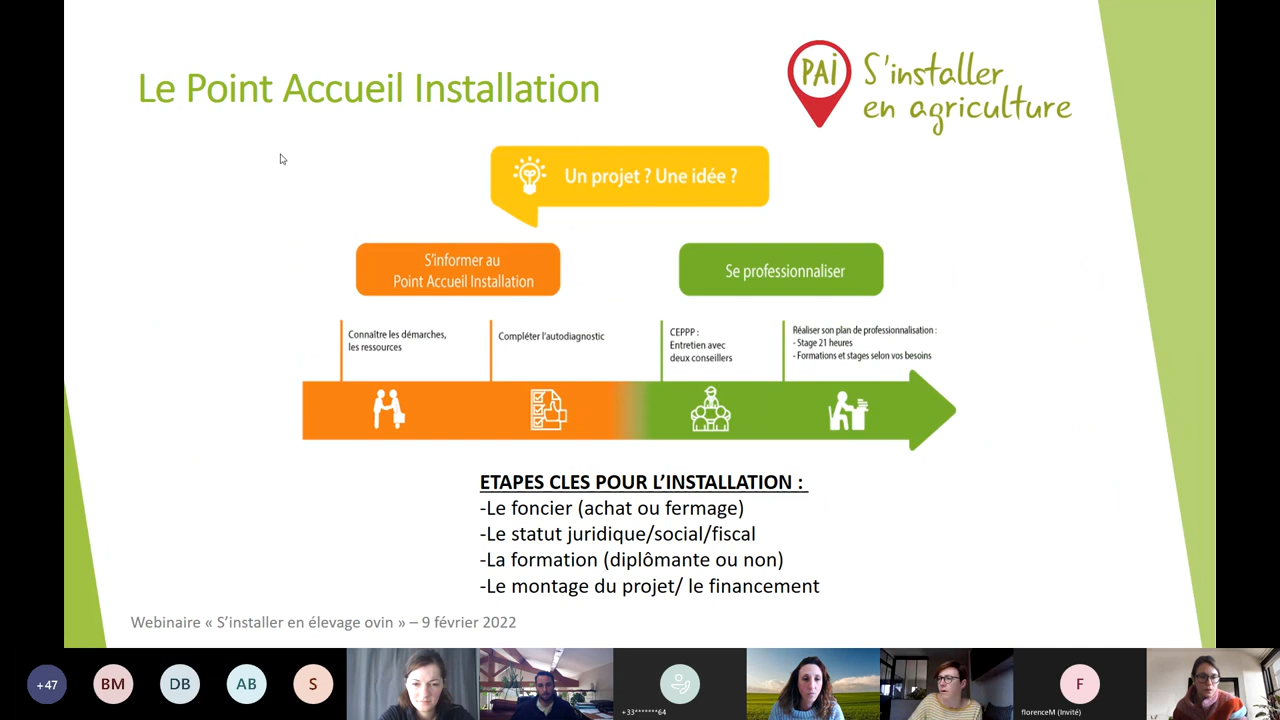 Le Point Accueil Installation
PAI
S'installer
en agriculture
Un projet ? Une idée ?
S'informer au
Point Accueil Installation
Se professionnaliser
Connaître les démarches,
les ressources
Compléter l'autodiagnostic
CEPPP :
Entretien avec
deux conseillers
Réaliser son plan de professionnalisation :
- Stage 21 heures
- Formations et stages selon vos besoins
ETAPES CLES POUR L'INSTALLATION :
-Le foncier (achat ou fermage)
-Le statut juridique/social/fiscal
-La formation (diplômante ou non)
-Le montage du projet/ le financement
Webinaire « S'installer en élevage ovin » – 9 février 2022
+47
BM
DB
AB
S
+33*******64
F
florenceM (Invité)